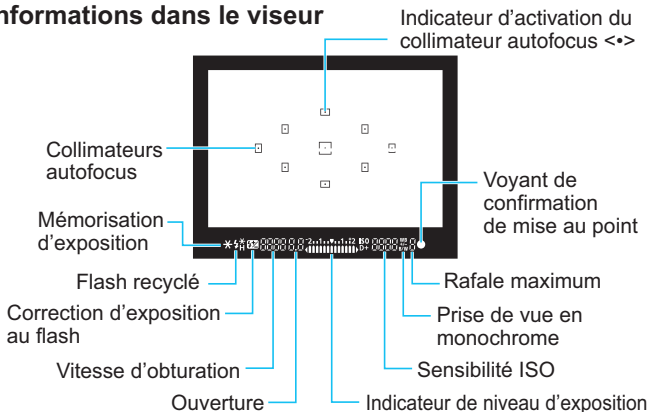 nformations dans le viseur
Indicateur d'activation du
collimateur autofocus <•>
Collimateurs
autofocus
Voyant de
confirmation
de mise au point
Mémorisation
d'exposition
Flash recyclé
Rafale maximum
Correction d'exposition
au flash
Prise de vue en
monochrome
Vitesse d'obturation
Sensibilité ISO
Ouverture
Indicateur de niveau d'exposition